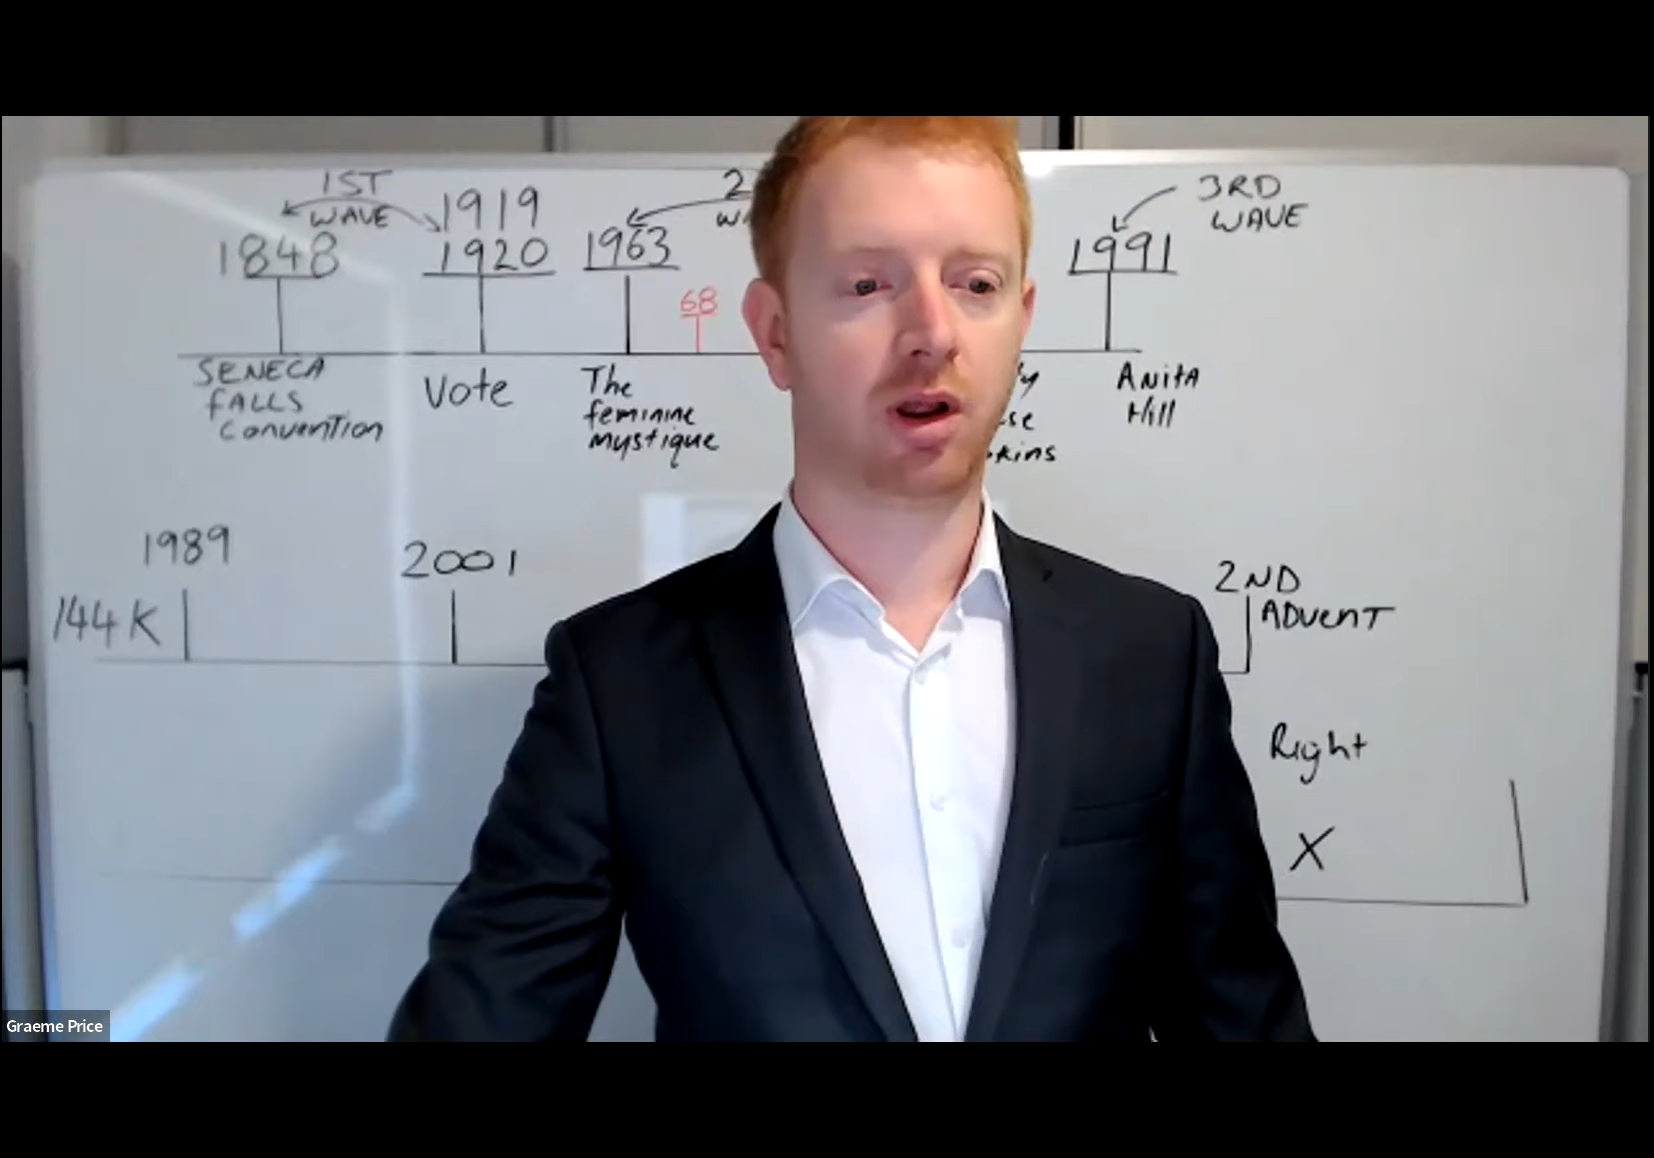 1ST
WAVE
1919
1848
1920
1963
2
68
1991
3RD
WAVE
SENECA
FALLS
Convention
Vote
The
feminine
mystique
Anita
Hill
1989
2001
144K
2ND
ADVENT
Right
X
Graeme Price